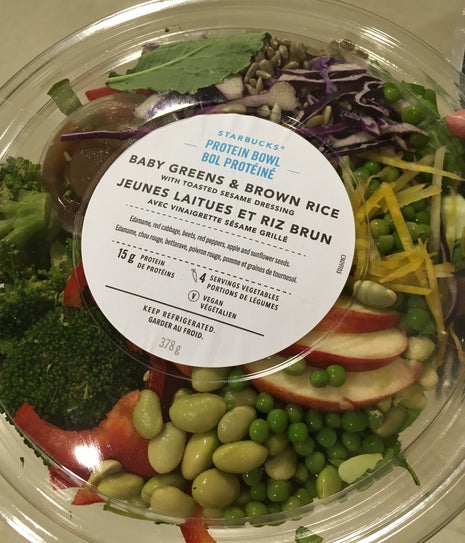 STARBUCKS®
PROTEIN BOWL
BOL PROTÉINÉ
BABY GREENS & BROWN RICE
WITH TOASTED SESAME DRESSING
JEUNES LAITUES ET RIZ BRUN
AVEC VINAIGRETTE SÉSAME GRILLÉ
Edamame, red cabbage, beets, red peppers, apple and sunflower seeds.
Edamame, chou rouge, betterave, poivron rouge, pomme et graines de tournesol.
15g PROTEIN
DE PROTÉINES
4 SERVINGS VEGETABLES
PORTIONS DE LÉGUMES
V VEGAN
VÉGÉTALIEN
KEEP REFRIGERATED.
GARDER AU FROID.
378 g